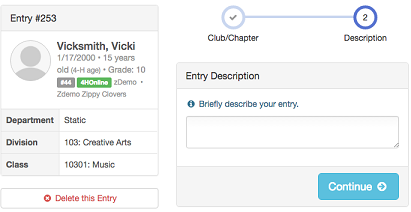 Entry #253
Vicksmith, Vicki
1/17/2000 • 15 years
old (4-H age) • Grade: 10
#44 4HOnline zDemo •
Zdemo Zippy Clovers
Department Static
Division 103: Creative Arts
Class 10301: Music
Delete this Entry
2
Club/Chapter Description
Entry Description
Briefly describe your entry.
Continue